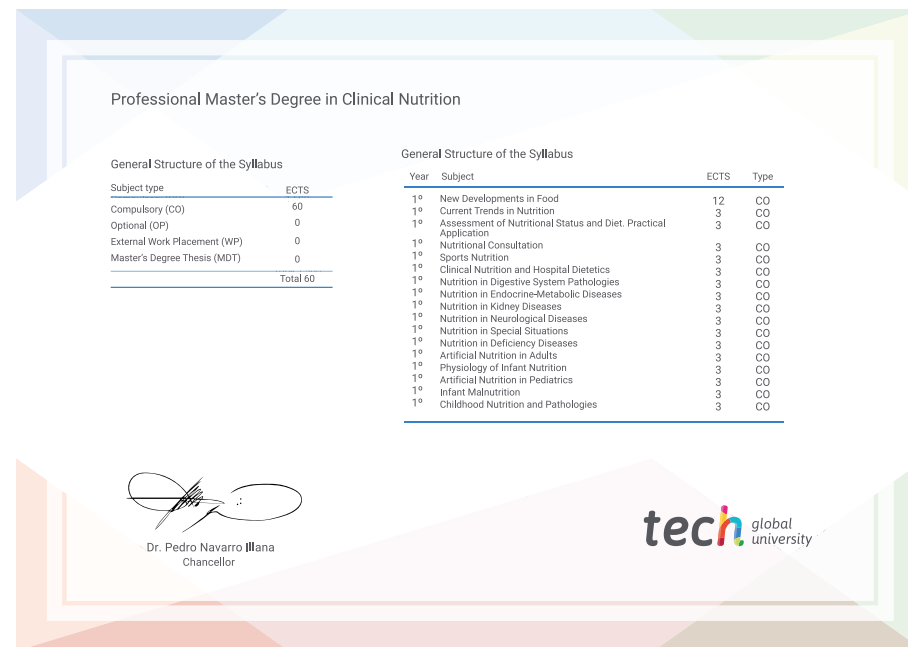 Professional Master's Degree in Clinical Nutrition
General Structure of the Syllabus
Subject type ECTS
Compulsory (CO) 60
Optional (OP) 0
External Work Placement (WP) 0
Master's Degree Thesis (MDT) 0
Total 60
General Structure of the Syllabus
Year Subject ECTS Type
1º New Developments in Food 12 CO
1º Current Trends in Nutrition 3 CO
1º Assessment of Nutritional Status and Diet. Practical 3 CO
Application
1º Nutritional Consultation 3 CO
1º Sports Nutrition 3 CO
1º Clinical Nutrition and Hospital Dietetics 3 CO
1º Nutrition in Digestive System Pathologies 3 CO
1º Nutrition in Endocrine-Metabolic Diseases 3 CO
1º Nutrition in Kidney Diseases 3 CO
1º Nutrition in Neurological Diseases 3 CO
1º Nutrition in Special Situations 3 CO
1º Nutrition in Deficiency Diseases 3 CO
1º Artificial Nutrition in Adults 3 CO
1º Physiology of Infant Nutrition 3 CO
1º Artificial Nutrition in Pediatrics 3 CO
1º Infant Malnutrition 3 CO
1º Childhood Nutrition and Pathologies 3 CO
Dr. Pedro Navarro Illana
Chancellor
tech global
university